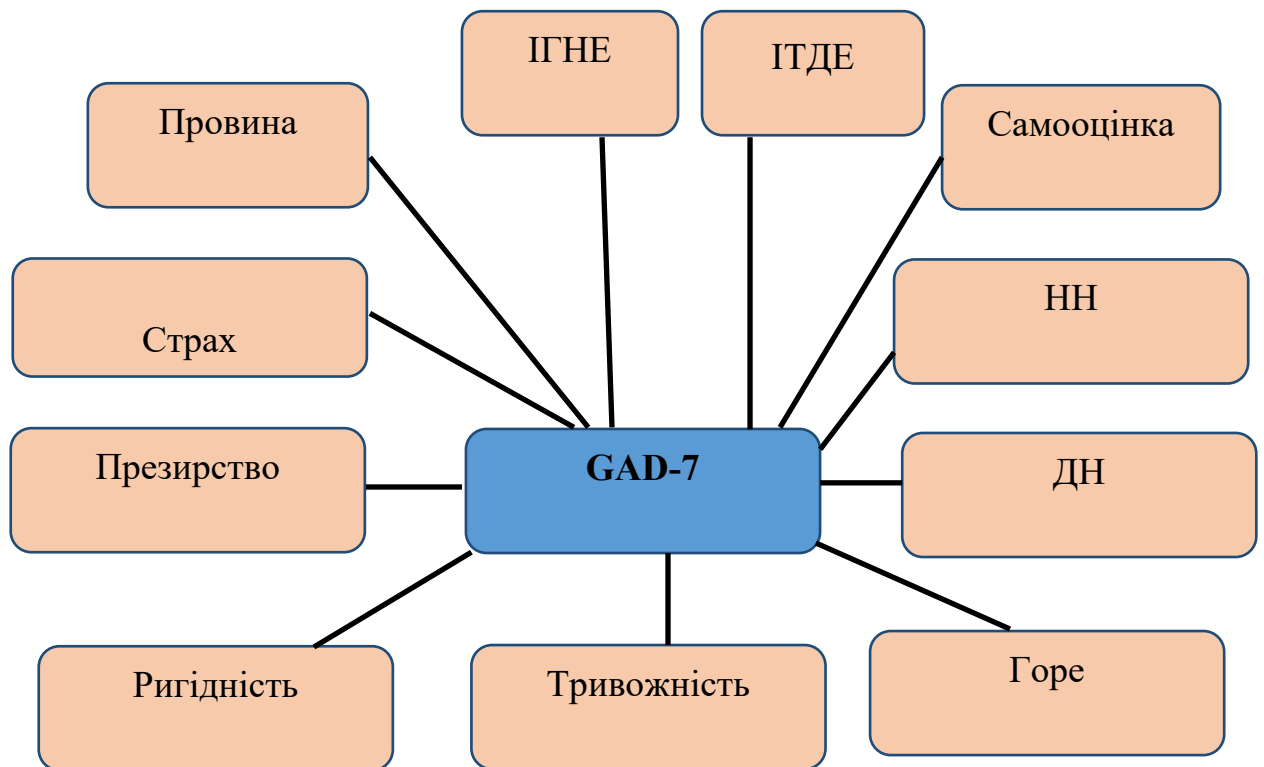 ІГНЕ
ІТДЕ
Провина
Самооцінка
Страх
НН
Презирство
GAD-7
ДН
Ригідність
Тривожність
Горе